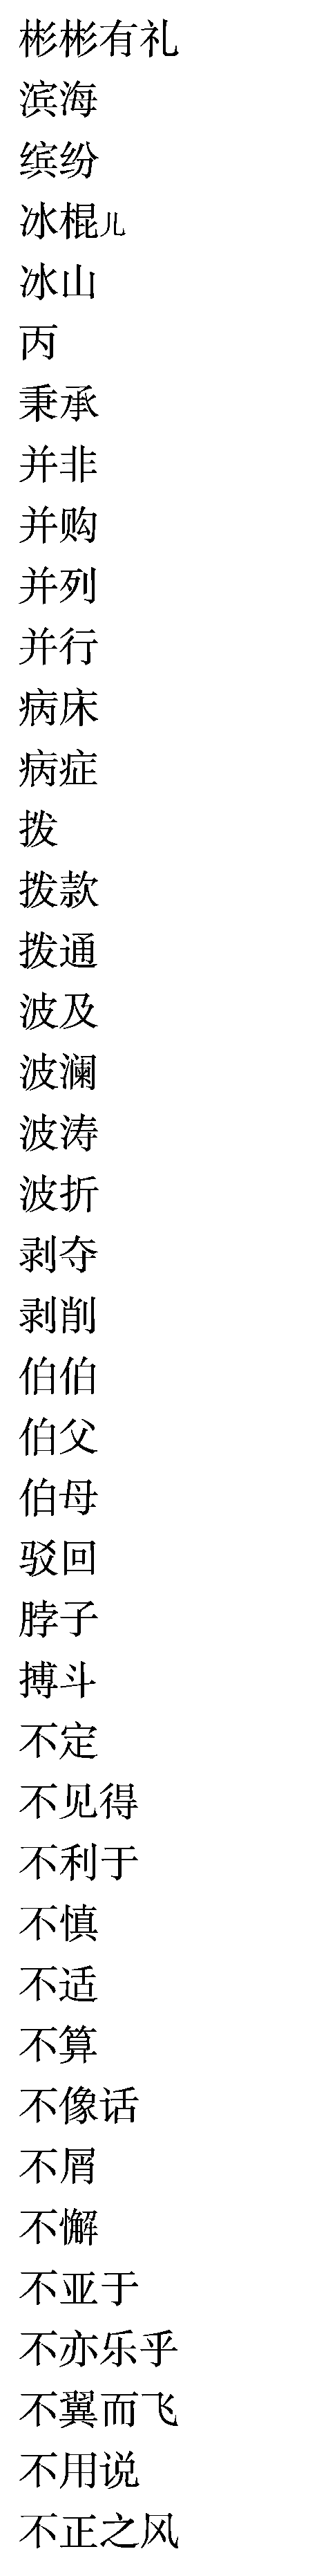 彬彬有礼
滨海
缤纷
冰棍儿
冰山
丙
秉承
并非
并购
并列
并行
病床
病症
拨
拨款
拨通
波及
波澜
波涛
波折
剥夺
剥削
伯伯
伯父
伯母
驳回
脖子
搏斗
不定
不见得
不利于
不慎
不适
不算
不像话
不屑
不懈
不亚于
不亦乐乎
不翼而飞
不用说
不正之风